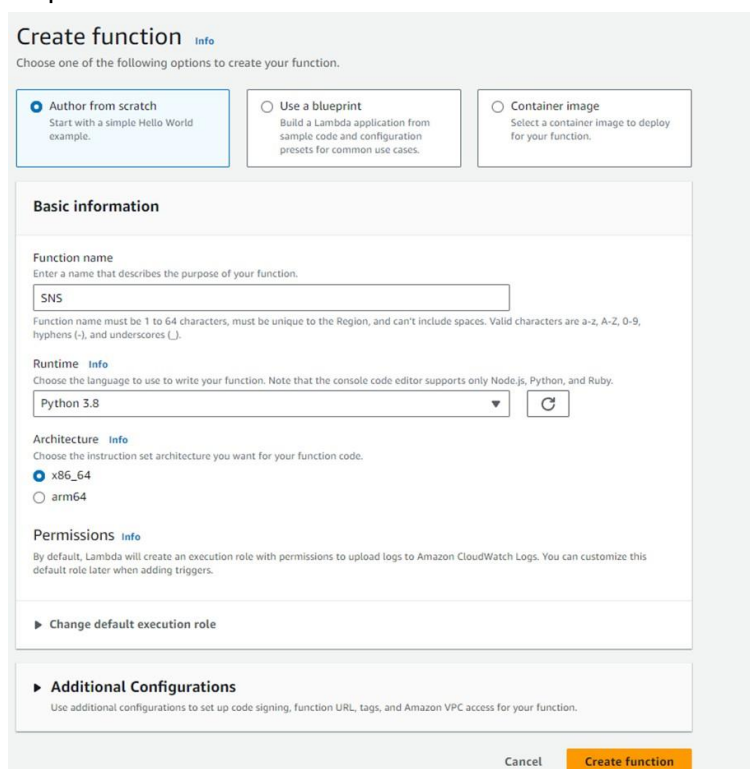 Create function Info
Choose one of the following options to create your function.
Author from scratch
Start with a simple Hello World
example.
Use a blueprint
Build a Lambda application from
sample code and configuration
presets for common use cases.
Container image
Select a container image to deploy
for your function.
Basic information
Function name
Enter a name that describes the purpose of your function.
SNS
Function name must be 1 to 64 characters, must be unique to the Region, and can't include spaces. Valid characters are a-z, A-Z, 0-9,
hyphens (-), and underscores (_).
Runtime Info
Choose the language to use to write your function. Note that the console code editor supports only Node.js, Python, and Ruby.
Python 3.8
Architecture Info
Choose the instruction set architecture you want for your function code.
x86_64
arm64
Permissions Info
By default, Lambda will create an execution role with permissions to upload logs to Amazon CloudWatch Logs. You can customize this
default role later when adding triggers.
Change default execution role
Additional Configurations
Use additional configurations to set up code signing, function URL, tags, and Amazon VPC access for your function.
Cancel Create function